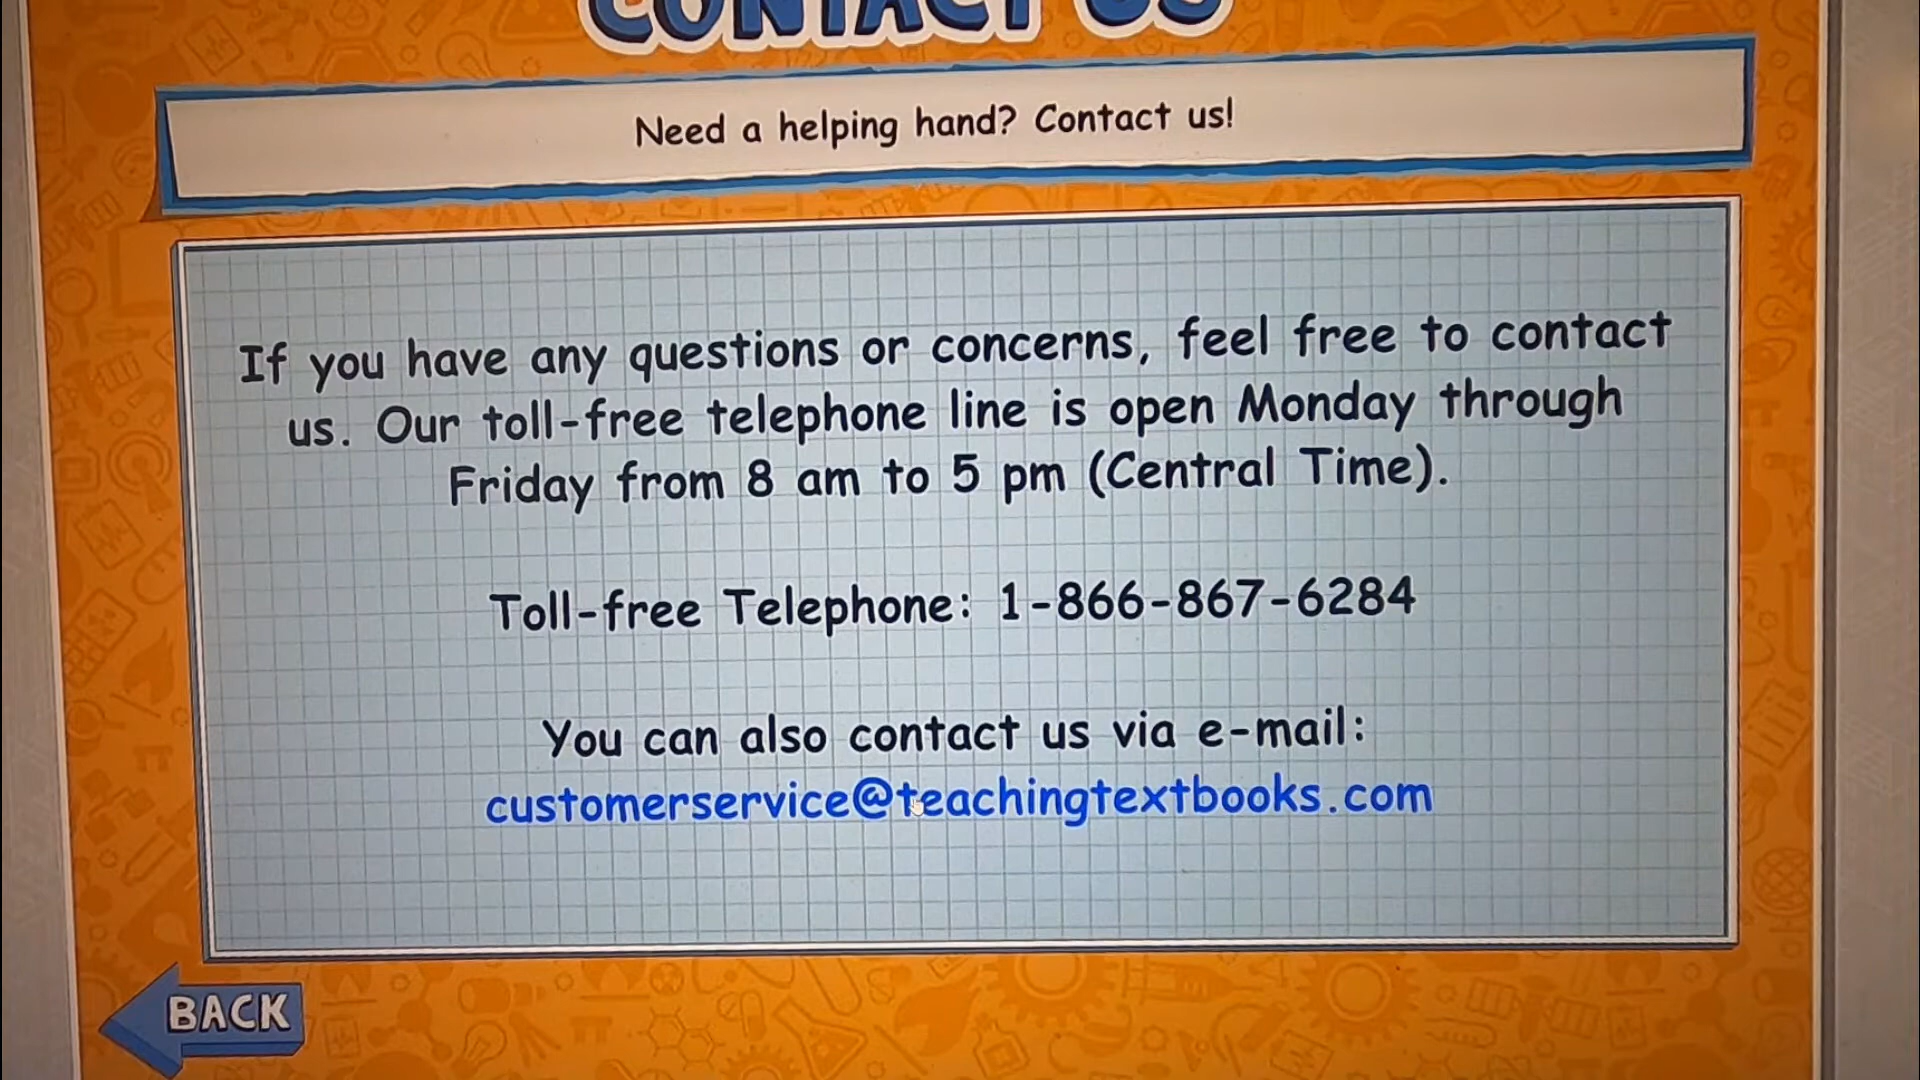 CONTACT US
Need a helping hand? Contact us!
If you have any questions or concerns, feel free to contact
us. Our toll-free telephone line is open Monday through
Friday from 8 am to 5 pm (Central Time).
Toll-free Telephone: 1-866-867-6284
You can also contact us via e-mail:
customerservice@teachingtextbooks.com
BACK